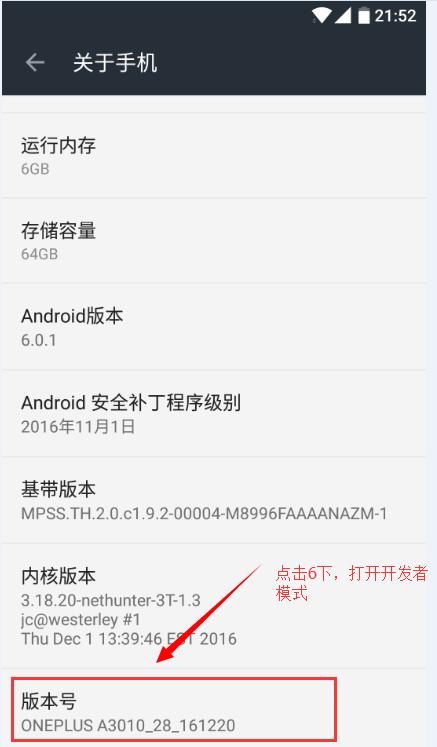 21:52
关于手机
运行内存
6GB
存储容量
64GB
Android版本
6.0.1
Android 安全补丁程序级别
2016年11月1日
基带版本
MPSS.TH.2.0.c1.9.2-00004-M8996FAAAANAZM-1
内核版本
3.18.20-nethunter-3T-1.3
jc@westerley #1
Thu Dec 1 13:39:46 EST 2016
点击6下，打开开发者
模式
版本号
ONEPLUS A3010_28_161220